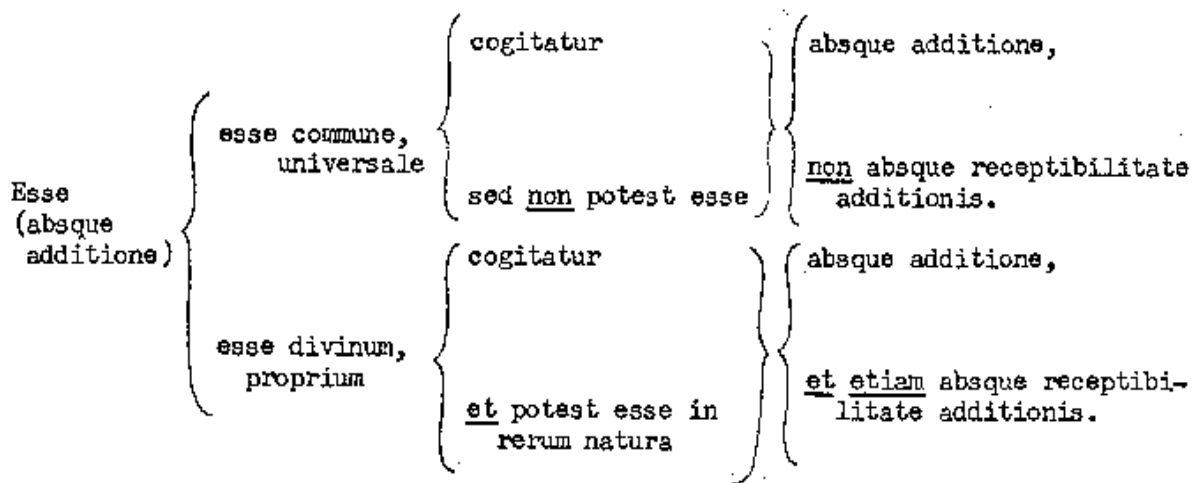 Esse
(absque
additione)
esse commune,
universale
cogitatur
sed non potest esse
absque additione,
non absque receptibilitate
additionis.
esse divinum,
proprium
cogitatur
et potest esse in
rerum natura
absque additione,
et etiam absque receptibi-
litate additionis.